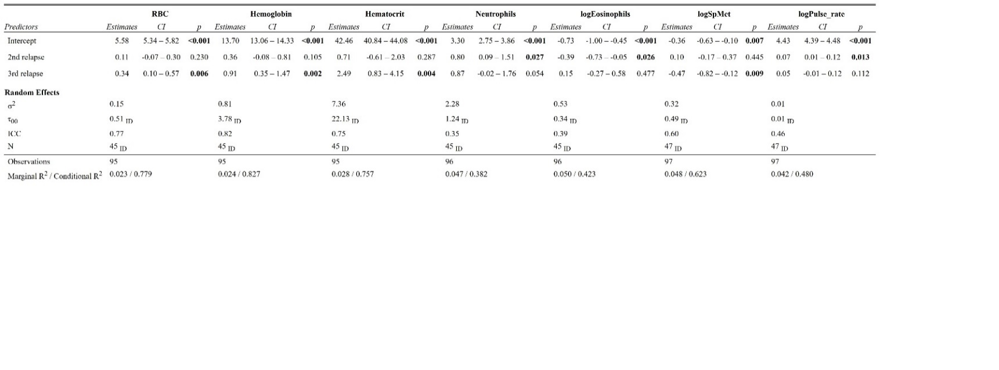 RBC Hemoglobin Hematocrit Neutrophils logEosinophils logSpMet logPulse_rate
Predictors Estimates CI p Estimates CI p Estimates CI p Estimates CI p Estimates CI p Estimates CI p Estimates CI p
Intercept 5.58 5.34 – 5.82 <0.001 13.70 13.06 – 14.33 <0.001 42.46 40.84 – 44.08 <0.001 3.30 2.75 – 3.86 <0.001 -0.73 -1.00 – -0.45 <0.001 -0.36 -0.63 – -0.10 0.007 4.43 4.39 – 4.48 <0.001
2nd relapse 0.11 -0.07 – 0.30 0.230 0.36 -0.08 – 0.81 0.105 0.71 -0.61 – 2.03 0.287 0.80 0.09 – 1.51 0.027 -0.39 -0.73 – -0.05 0.026 0.10 -0.17 – 0.37 0.445 0.07 0.01 – 0.12 0.013
3rd relapse 0.34 0.10 – 0.57 0.006 0.91 0.35 – 1.47 0.002 2.49 0.83 – 4.15 0.004 0.87 -0.02 – 1.76 0.054 0.15 -0.27 – 0.58 0.477 -0.47 -0.82 – -0.12 0.009 0.05 -0.01 – 0.12 0.112
Random Effects
σ² 0.15 0.81 7.36 2.28 0.53 0.32 0.01
τ₀₀ 0.51 ID 3.78 ID 22.13 ID 1.24 ID 0.34 ID 0.49 ID 0.01 ID
ICC 0.77 0.82 0.75 0.35 0.39 0.60 0.46
N 45 ID 45 ID 45 ID 45 ID 45 ID 47 ID 47 ID
Observations 95 95 95 96 96 97 97
Marginal R² / Conditional R² 0.023 / 0.779 0.024 / 0.827 0.028 / 0.757 0.047 / 0.382 0.050 / 0.423 0.048 / 0.623 0.042 / 0.480